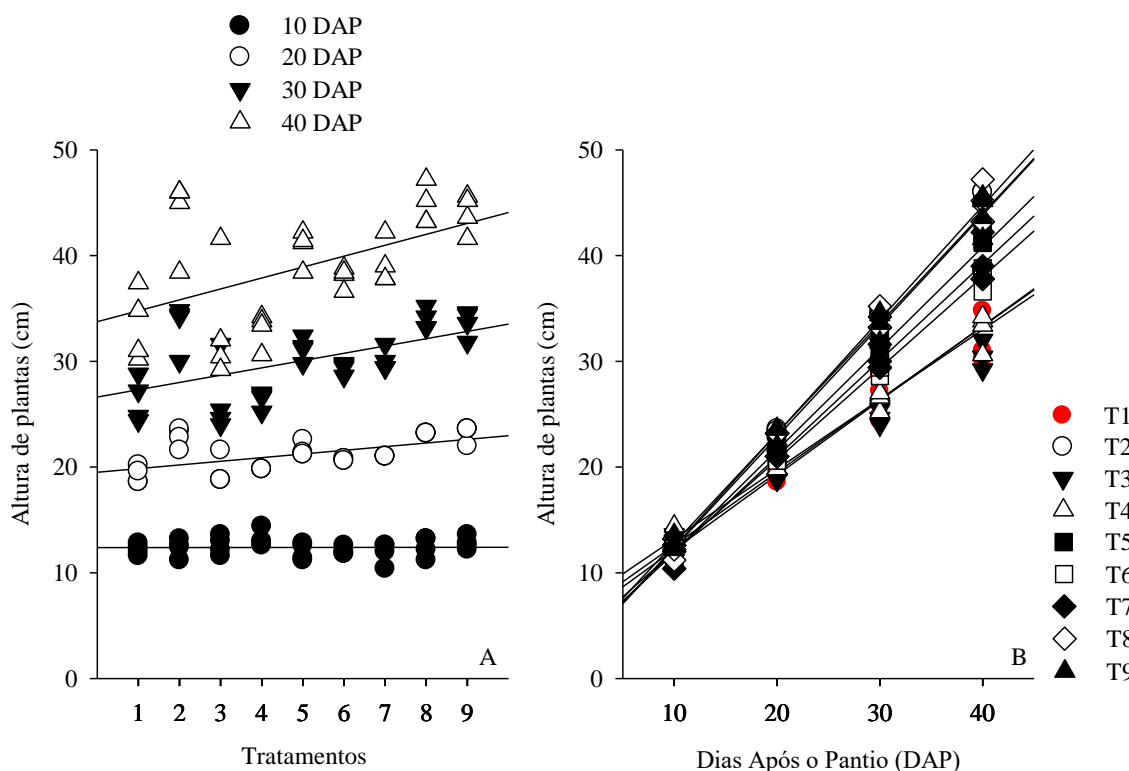 10 DAP
20 DAP
30 DAP
40 DAP
Altura de plantas (cm)
50
40
30
20
10
0
A
1 2 3 4 5 6 7 8 9
Tratamentos
Altura de plantas (cm)
50
40
30
20
10
0
B
10 20 30 40
Dias Após o Pantio (DAP)
T1
T2
T3
T4
T5
T6
T7
T8
T9